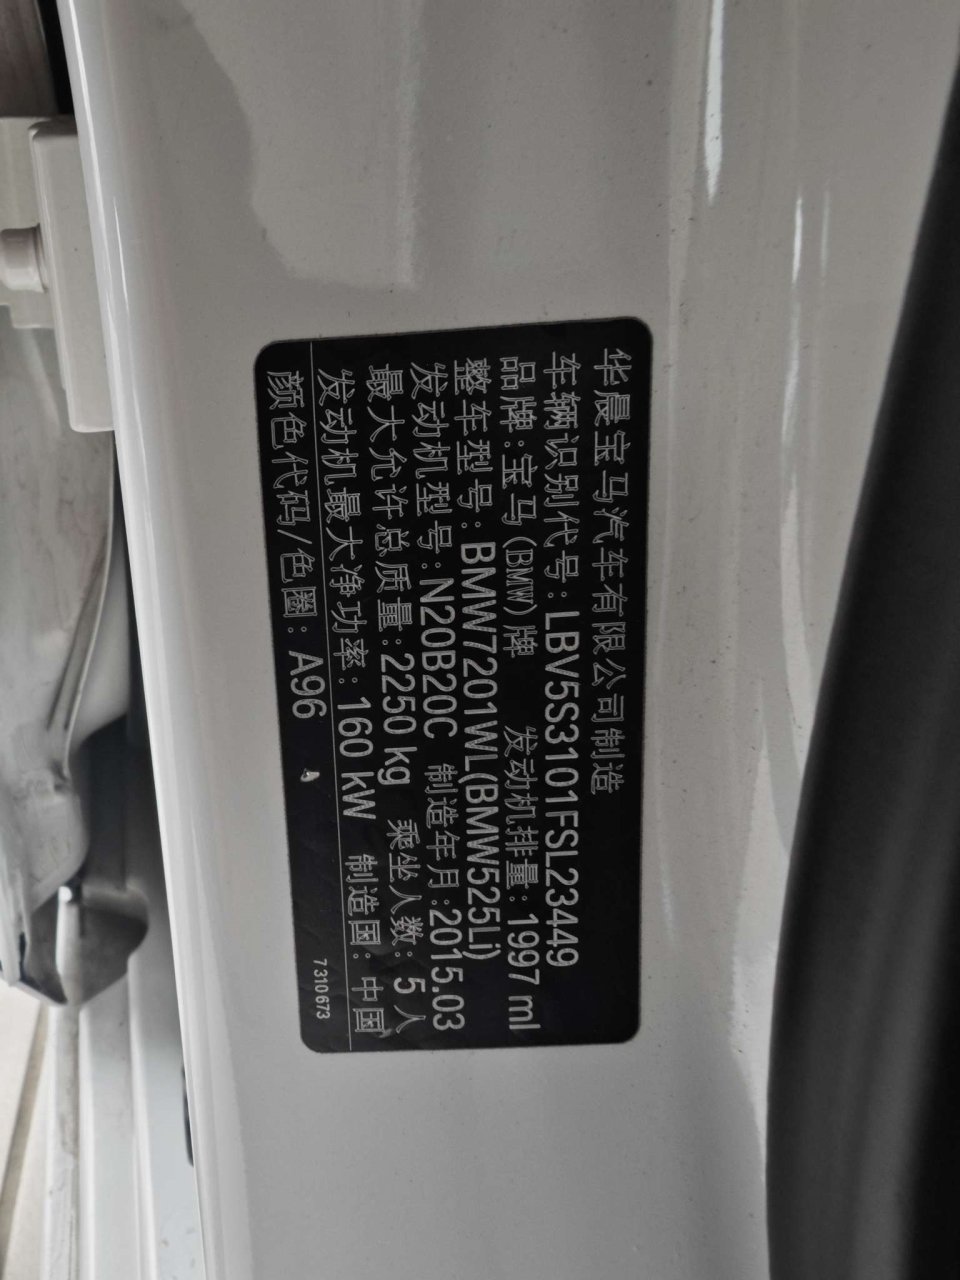 华晨宝马汽车有限公司制造
车辆识别代号:LBV5S3101FSL23449
品牌:宝马(BMW)牌 发动机排量:1997 ml
整车型号:BMW7201WL(BMW525Li)
发动机型号:N20B20C 制造年月:2015.03
最大允许总质量:2250 kg 乘坐人数: 5 人
发动机最大净功率: 160 kW 制造国: 中国
颜色代码/色圈: A96 7310673